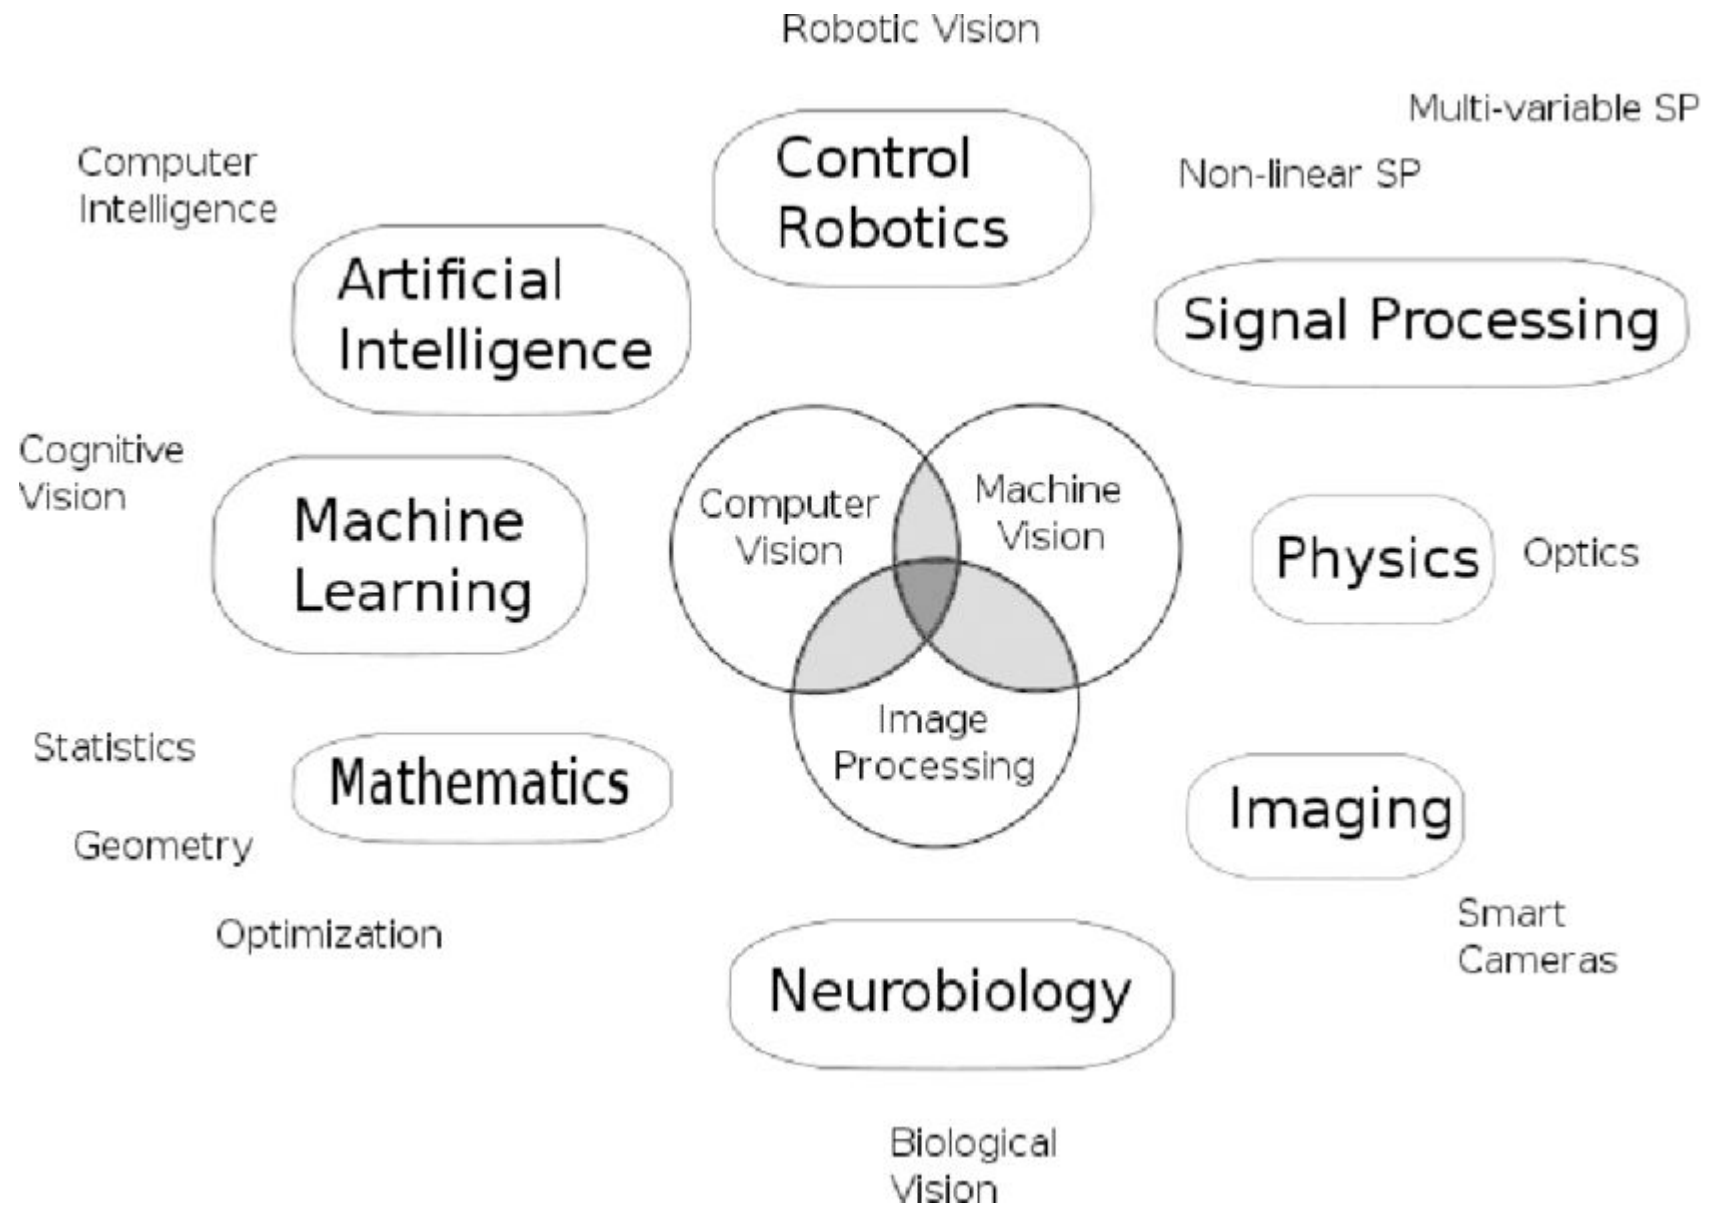 Robotic Vision
Multi-variable SP
Non-linear SP
Computer
Intelligence
Control
Robotics
Artificial
Intelligence
Signal Processing
Cognitive
Vision
Machine
Learning
Computer
Vision
Machine
Vision
Physics
Optics
Statistics
Mathematics
Image
Processing
Imaging
Geometry
Optimization
Smart
Cameras
Neurobiology
Biological
Vision